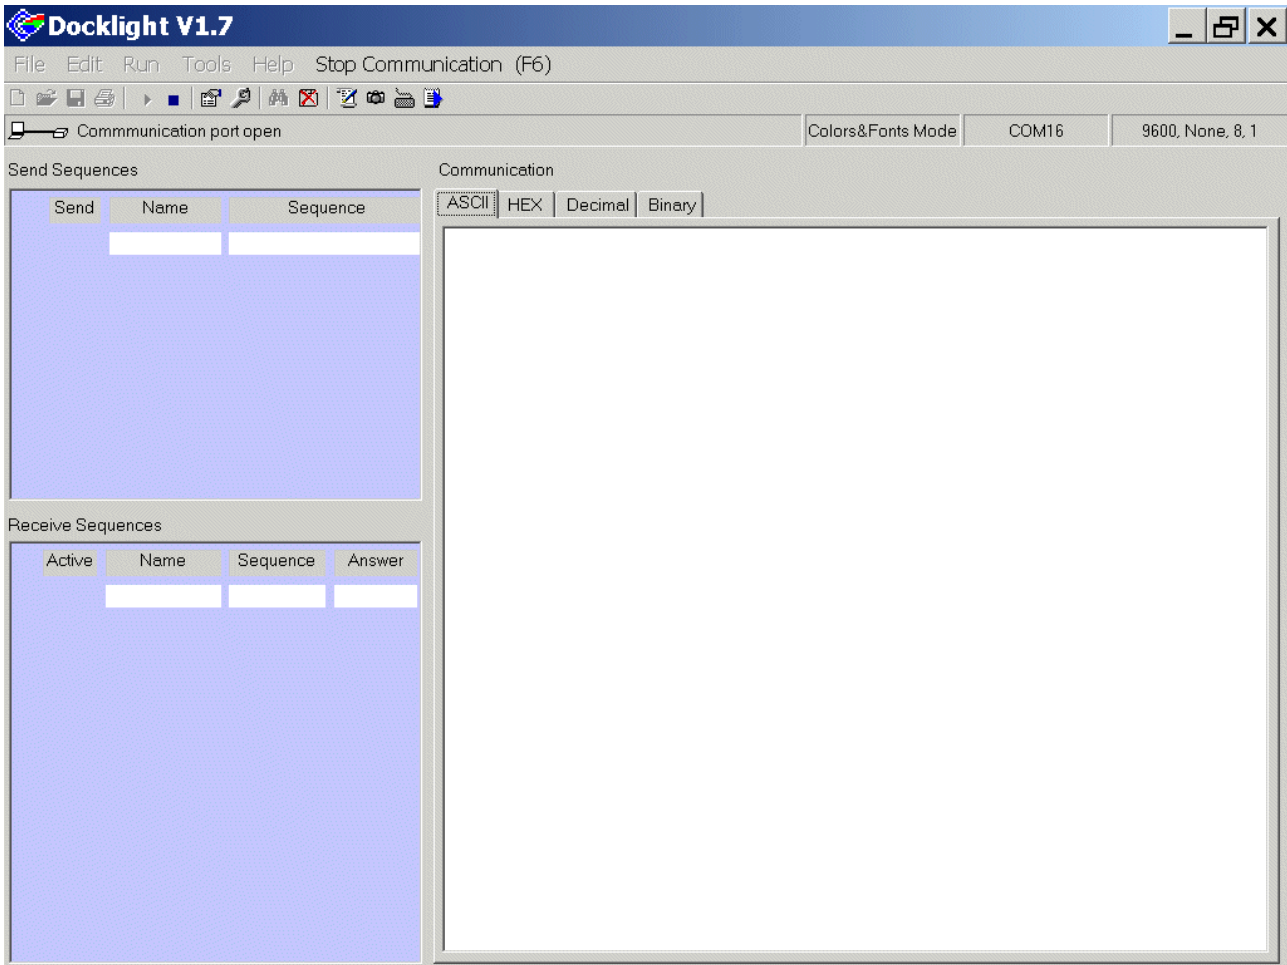 Docklight V1.7
File Edit Run Tools Help Stop Communication (F6)
Commmunication port open Colors&Fonts Mode COM16 9600, None, 8, 1
Send Sequences
Send Name Sequence
Receive Sequences
Active Name Sequence Answer
Communication
ASCII HEX Decimal Binary